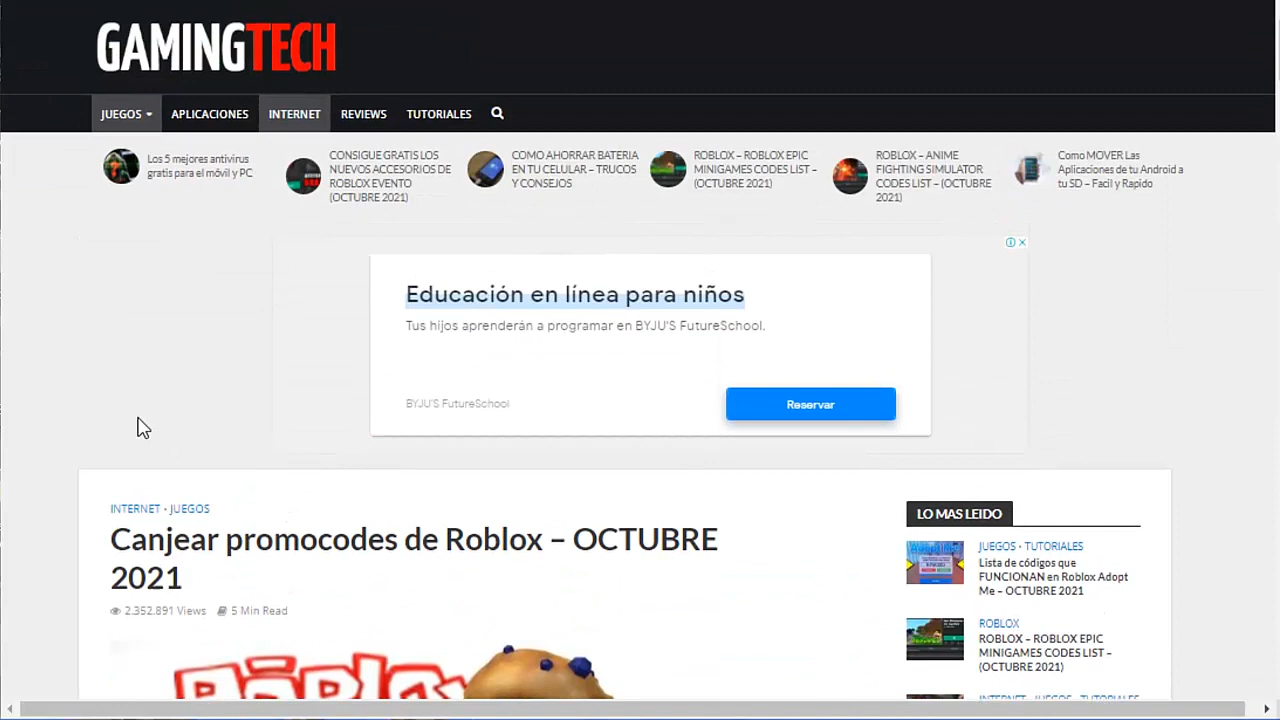 GAMINGTECH
JUEGOS
APLICACIONES
INTERNET
REVIEWS
TUTORIALES
Los 5 mejores antivirus
gratis para el móvil y PC
CONSIGUE GRATIS LOS
NUEVOS ACCESORIOS DE
ROBLOX EVENTO
(OCTUBRE 2021)
COMO AHORRAR BATERIA
EN TU CELULAR – TRUCOS
Y CONSEJOS
ROBLOX – ROBLOX EPIC
MINIGAMES CODES LIST –
(OCTUBRE 2021)
ROBLOX – ANIME
FIGHTING SIMULATOR
CODES LIST – (OCTUBRE
2021)
Como MOVER Las
Aplicaciones de tu Android a
tu SD – Facil y Rapido
Educación en línea para niños
Tus hijos aprenderán a programar en BYJU'S FutureSchool.
BYJU'S FutureSchool
Reservar
INTERNET • JUEGOS
Canjear promocodes de Roblox – OCTUBRE
2021
2.352.891 Views
5 Min Read
ROBLOX
LO MAS LEIDO
JUEGOS • TUTORIALES
Lista de códigos que
FUNCIONAN en Roblox Adopt
Me – OCTUBRE 2021
ROBLOX
ROBLOX – ROBLOX EPIC
MINIGAMES CODES LIST –
(OCTUBRE 2021)
INTERNET • JUEGOS • TUTORIALES